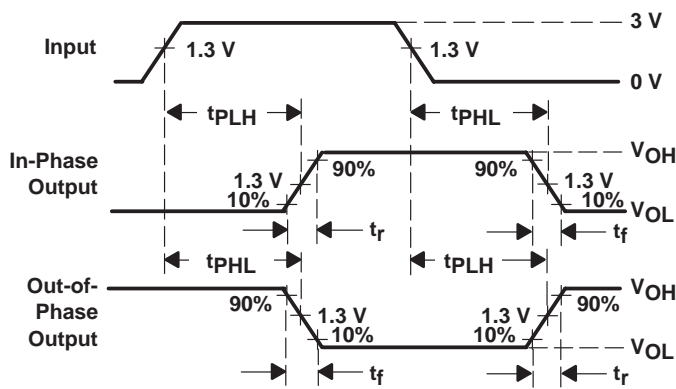 3 V
Input
1.3 V
1.3 V
0 V
tPLH
tPHL
In-Phase
Output
VOH
90%
90%
1.3 V
1.3 V
10%
10%
VOL
tr
tf
tPHL
tPLH
Out-of-
Phase
Output
VOH
90%
90%
1.3 V
1.3 V
10%
10%
VOL
tf
tr